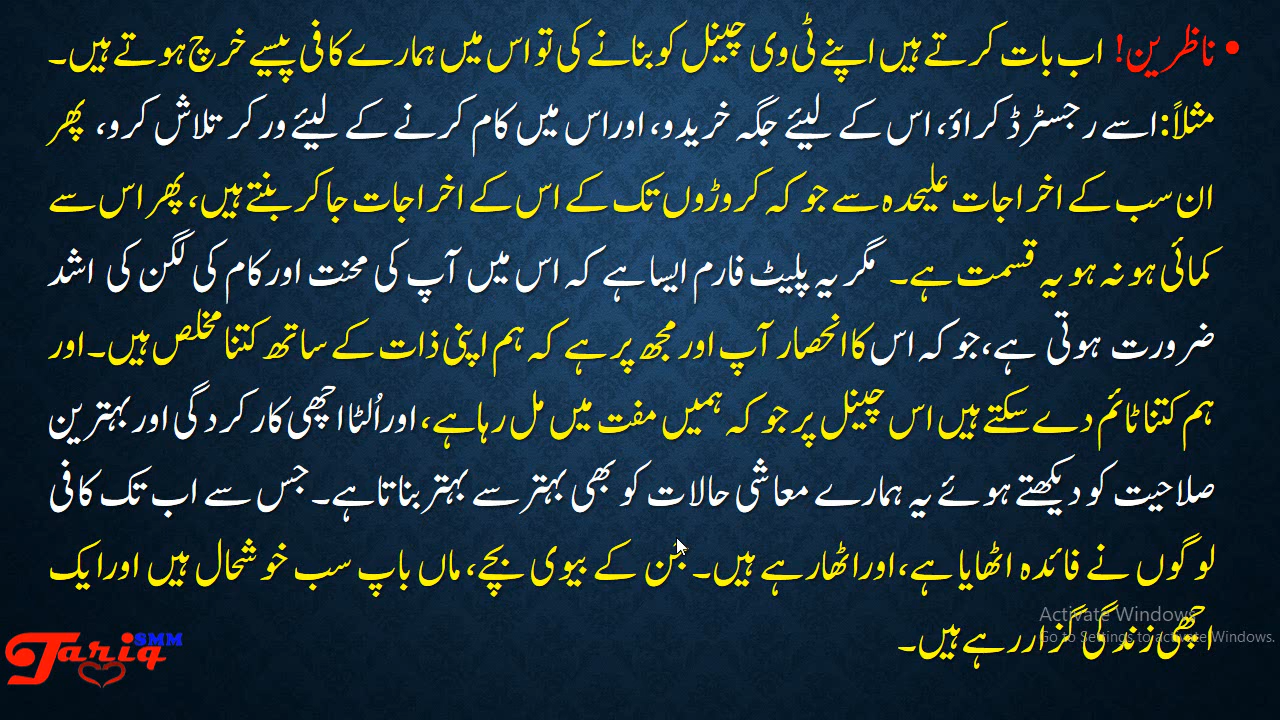 • ناظرین! اب بات کرتے ہیں اپنے ٹی وی چینل کو بنانے کی تو اس میں ہمارے کافی پیسے خرچ ہوتے ہیں۔
مثلاً: اسے رجسٹرڈ کراؤ، اس کے لیئے جگہ خریدو، اور اس میں کام کرنے کے لیئے ورکر تلاش کرو، پھر
ان سب کے اخراجات علیحدہ سے جو کہ کروڑوں تک کے اس کے اخراجات جا کر بنتے ہیں، پھر اس سے
کمائی ہو نہ ہو یہ قسمت ہے۔ مگر یہ پلیٹ فارم ایسا ہے کہ اس میں آپ کی محنت اور کام کی لگن کی اشد
ضرورت ہوتی ہے، جو کہ اس کا انحصار آپ اور مجھ پر ہے کہ ہم اپنی ذات کے ساتھ کتنا مخلص ہیں۔ اور
ہم کتنا ٹائم دے سکتے ہیں اس چینل پر جو کہ ہمیں مفت میں مل رہا ہے، اور اُلٹا اچھی کارکردگی اور بہترین
صلاحیت کو دیکھتے ہوئے یہ ہمارے معاشی حالات کو بھی بہتر سے بہتر بناتا ہے۔ جس سے اب تک کافی
لوگوں نے فائدہ اٹھایا ہے، اور اٹھا رہے ہیں۔ جن کے بیوی بچے، ماں باپ سب خوشحال ہیں اور ایک
اچھی زندگی گزار رہے ہیں۔
Activate Windows
Go to Settings to activate Windows.
Tariq SMM